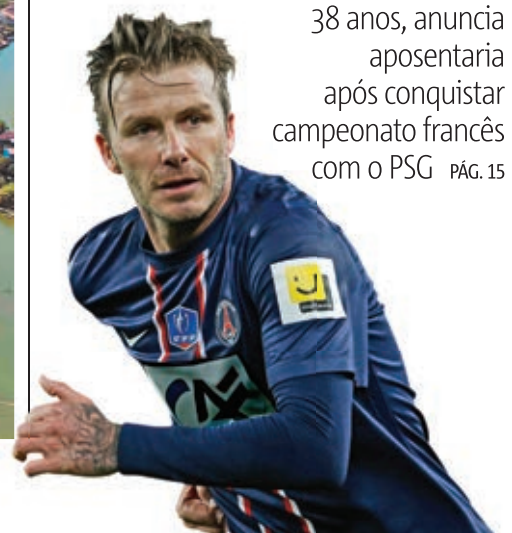 38 anos, anuncia
aposentaria
após conquistar
campeonato francês
com o PSG PÁG. 15